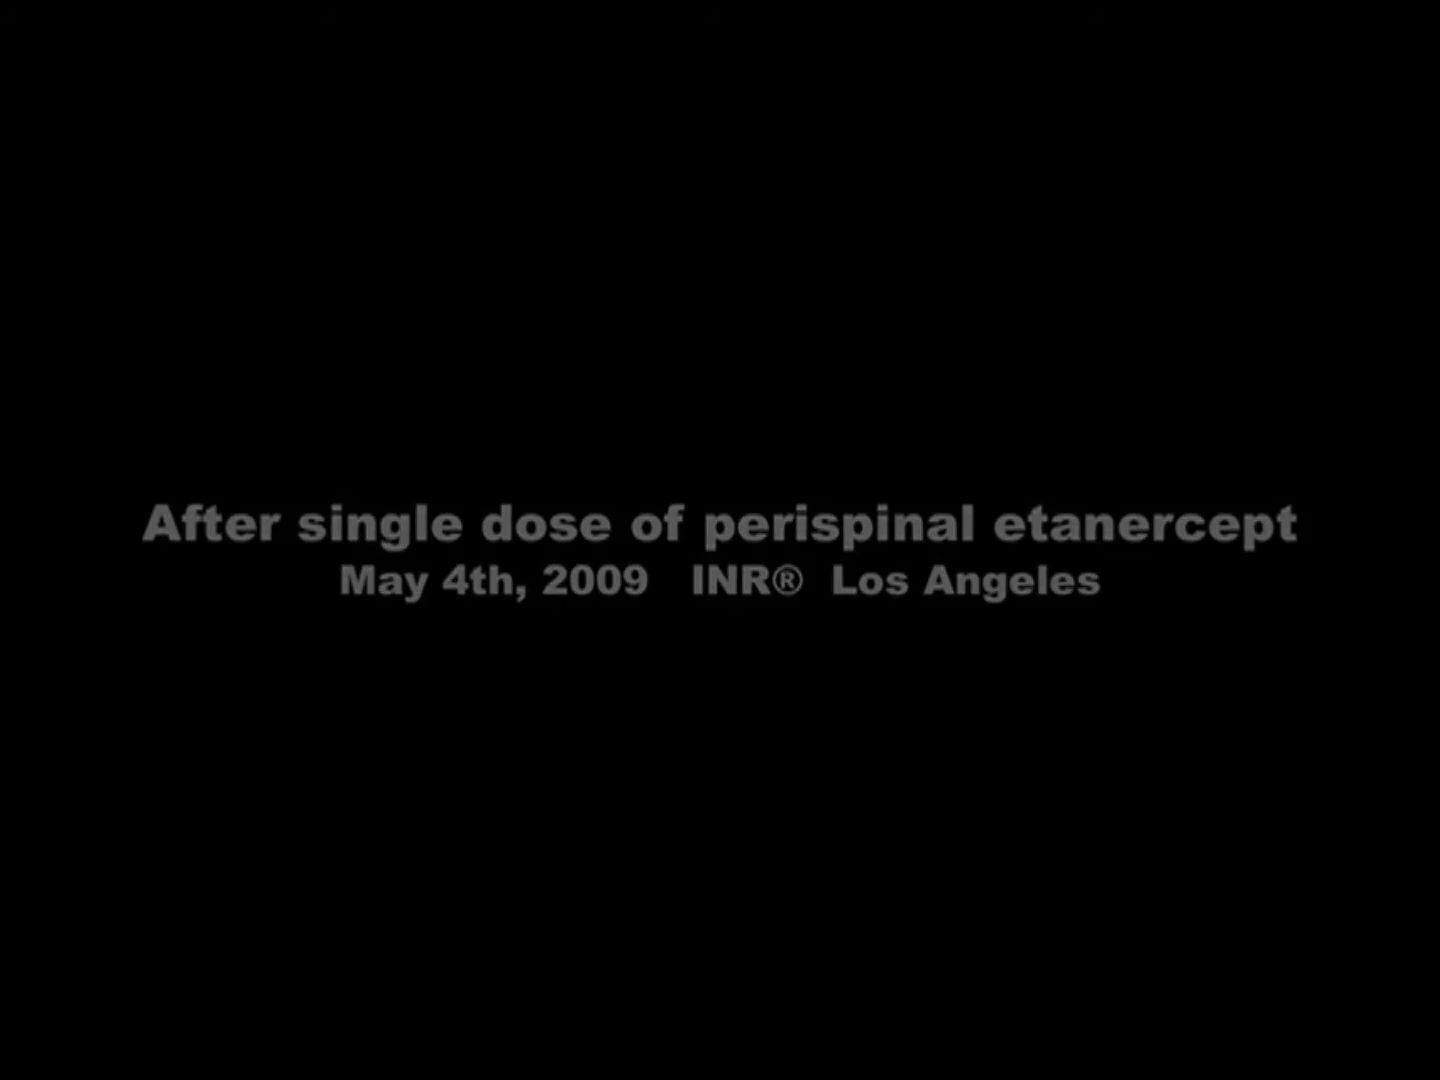 After single dose of perispinal etanercept
May 4th, 2009 INR® Los Angeles